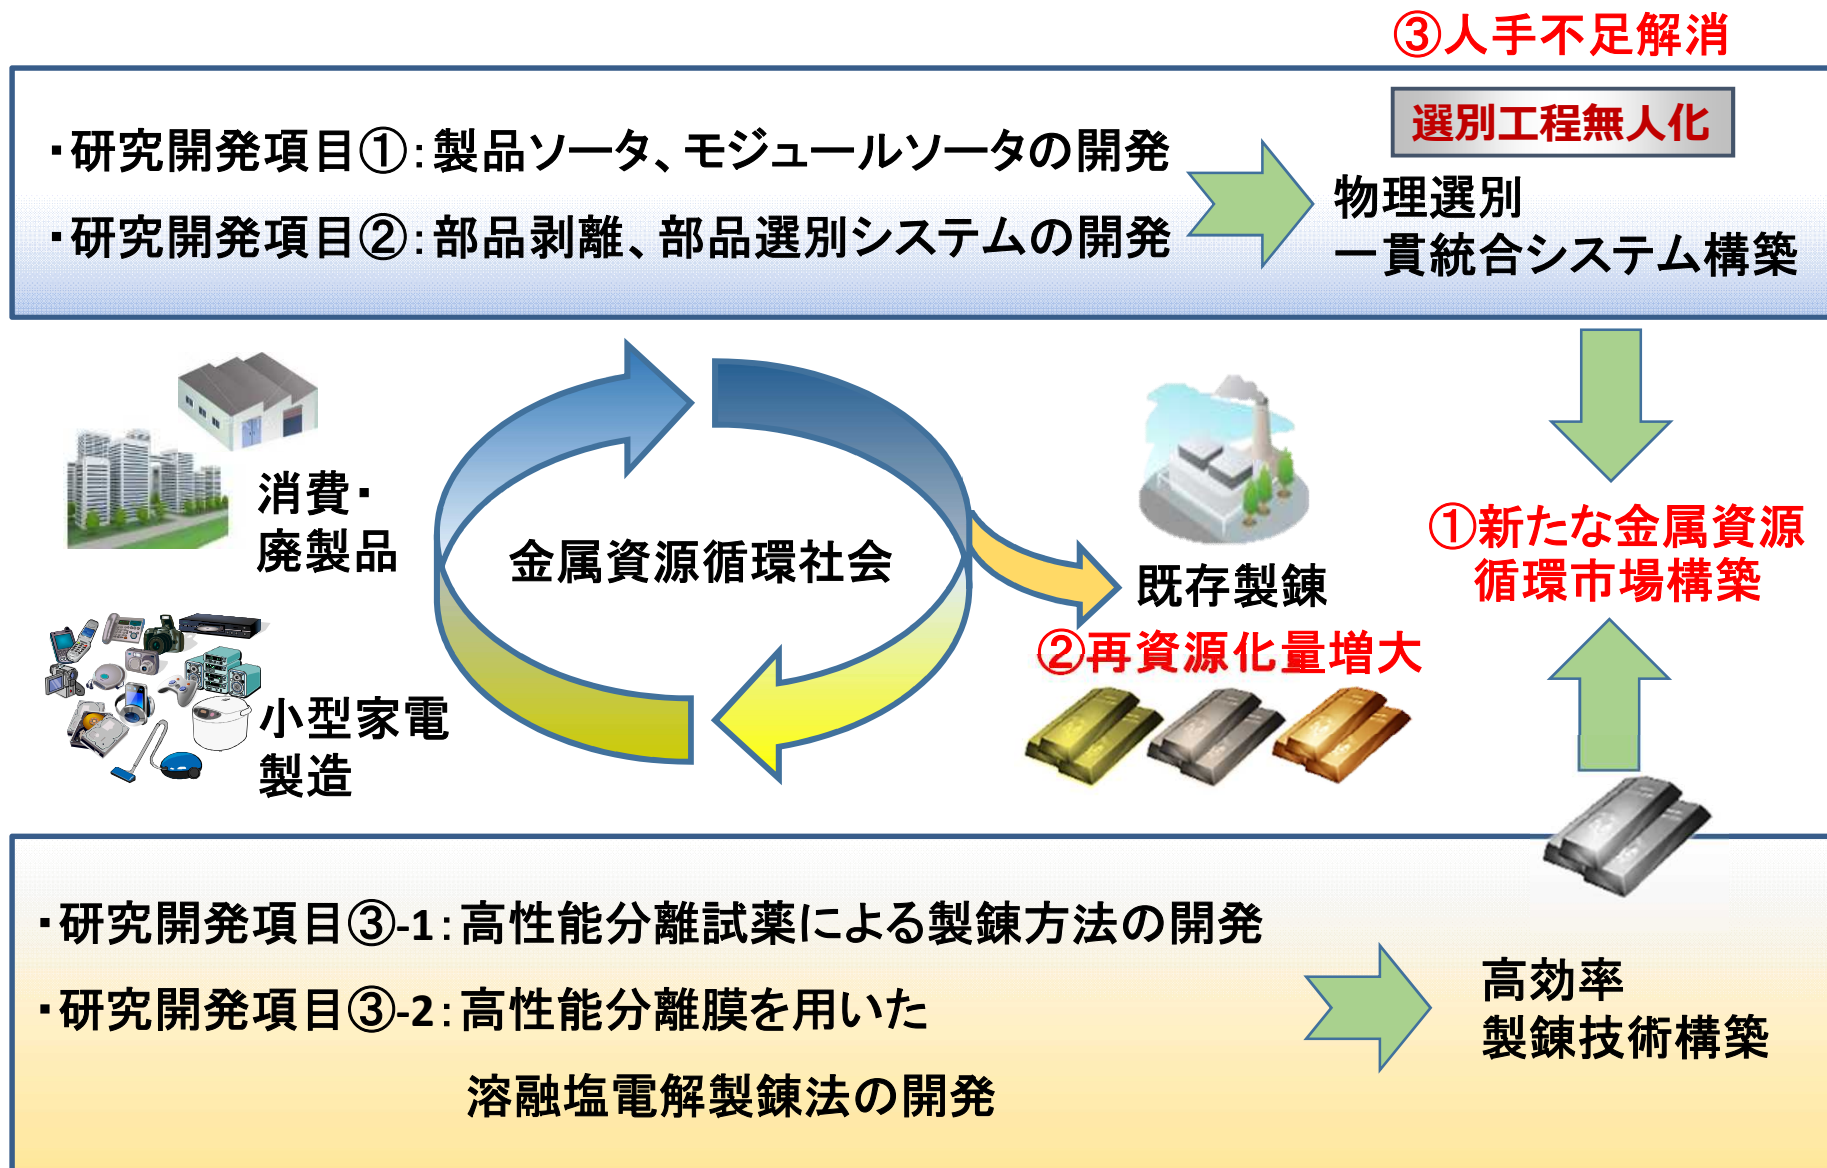 ③人手不足解消
選別工程無人化
・研究開発項目①：製品ソータ、モジュールソータの開発
・研究開発項目②：部品剥離、部品選別システムの開発
物理選別
一貫統合システム構築
消費・
廃製品
金属資源循環社会
既存製錬
①新たな金属資源
循環市場構築
②再資源化量増大
小型家電
製造
・研究開発項目③-1：高性能分離試薬による製錬方法の開発
・研究開発項目③-2：高性能分離膜を用いた
溶融塩電解製錬法の開発
高効率
製錬技術構築